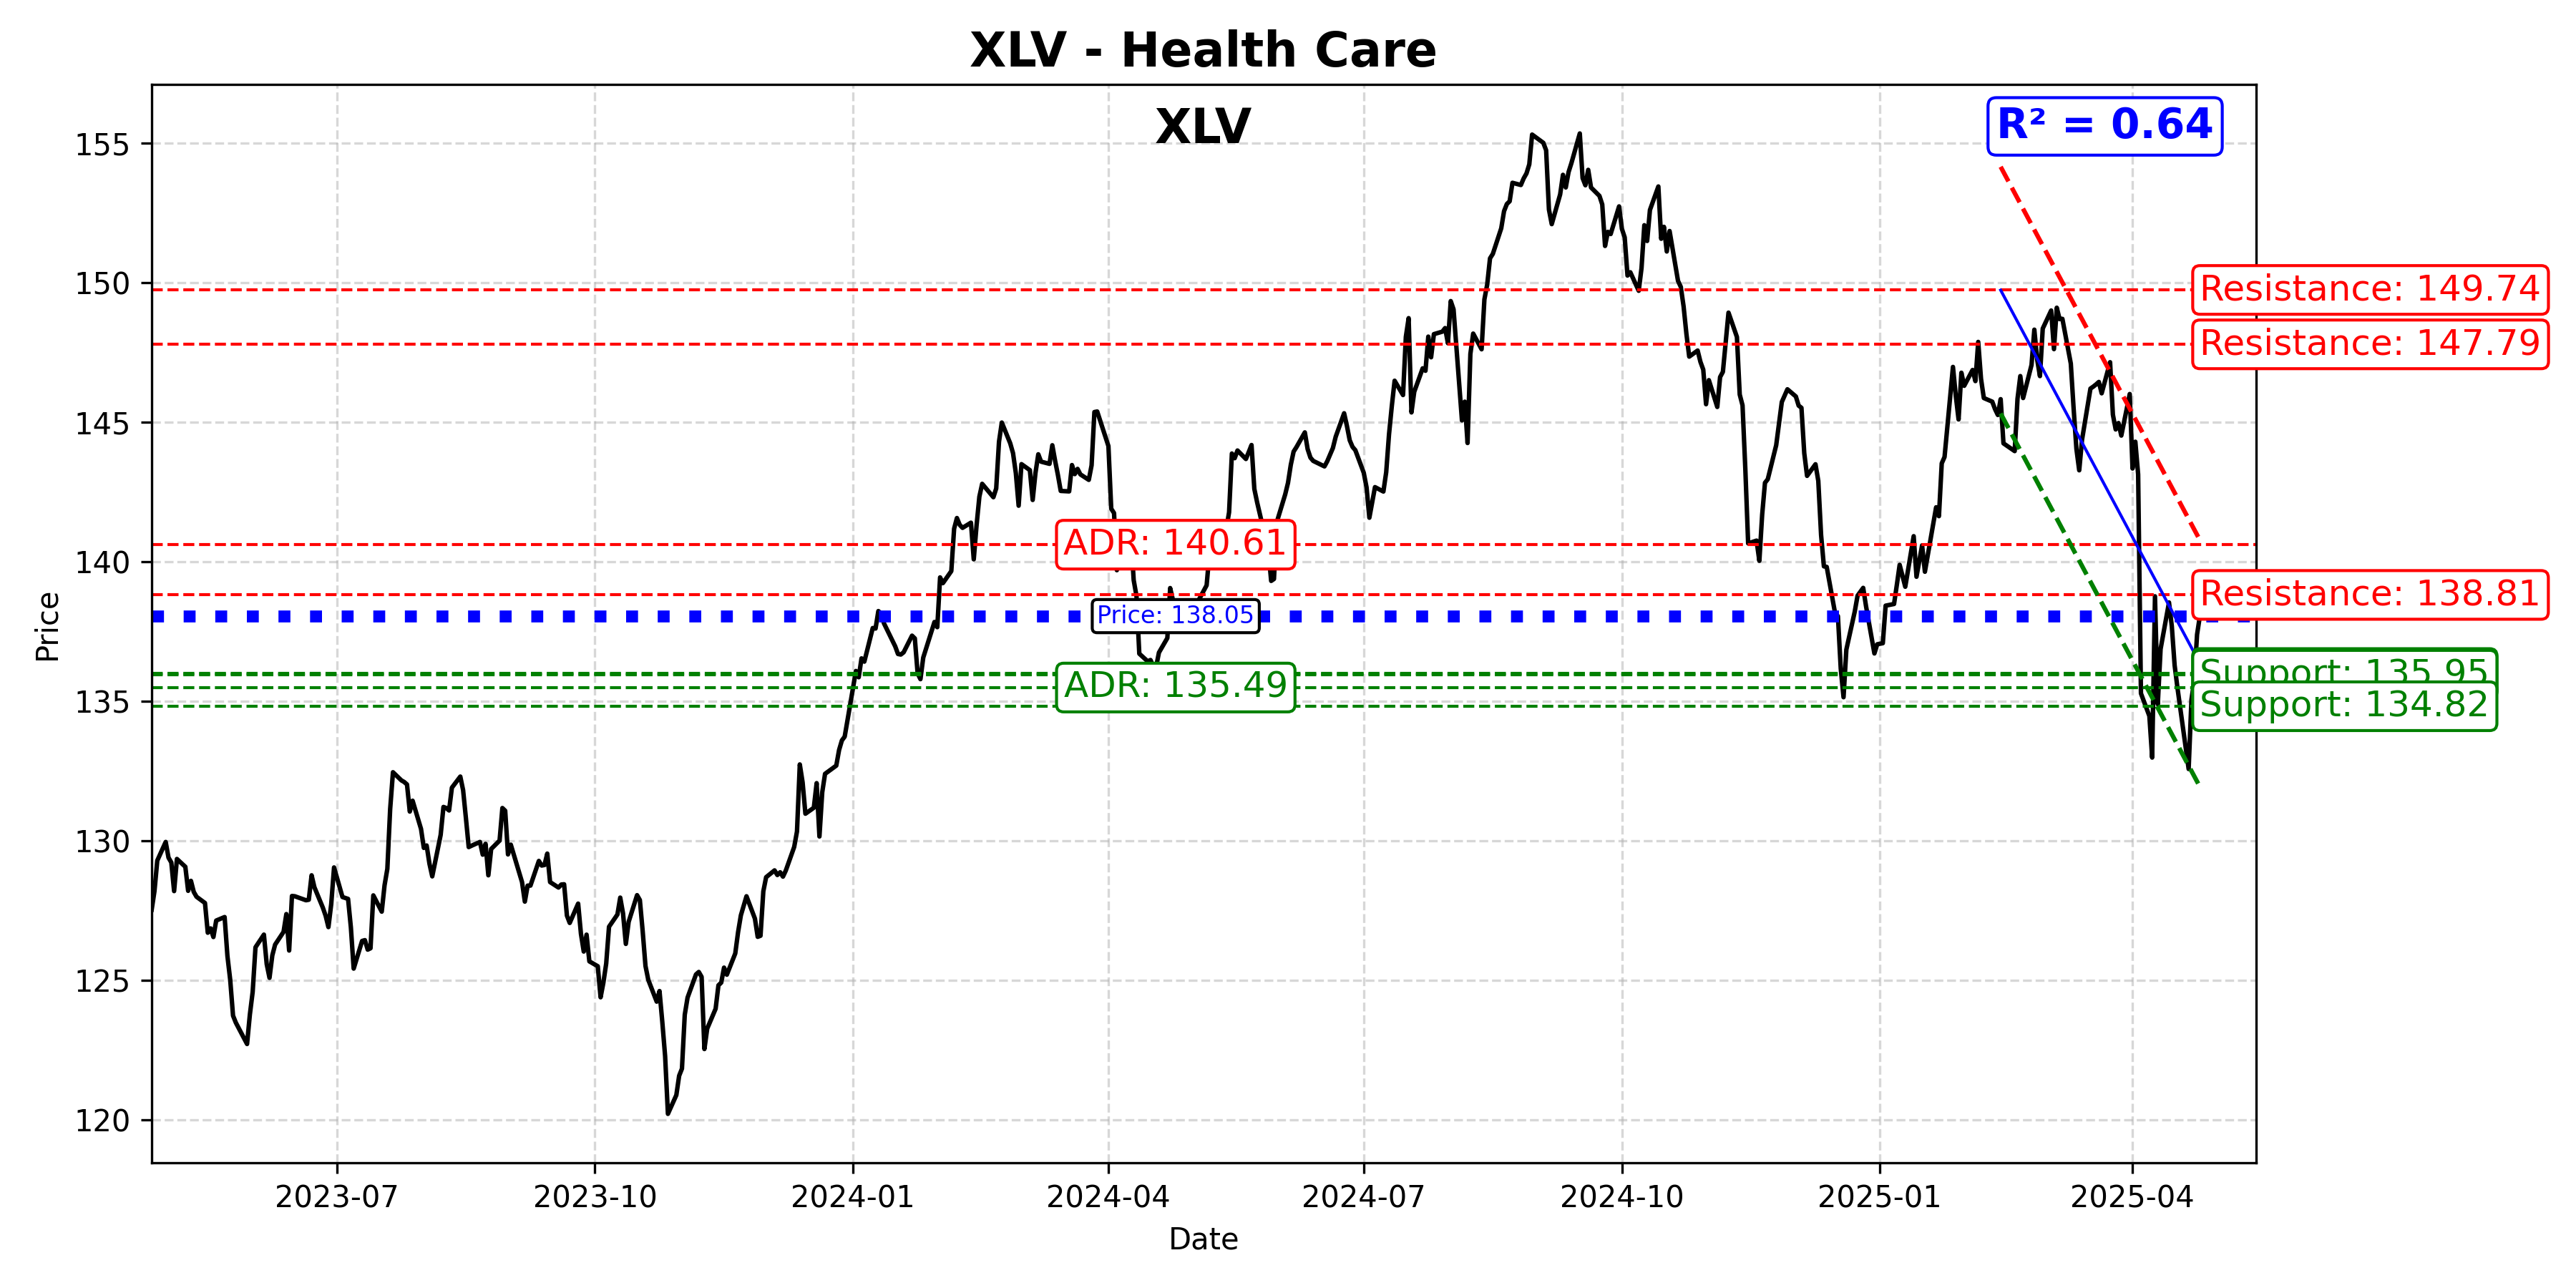 XLV - Health Care
XLV
R² = 0.64
155
150
145
140
135
130
125
120
Price
Resistance: 149.74
Resistance: 147.79
ADR: 140.61
Resistance: 138.81
Price: 138.05
Support: 135.95
ADR: 135.49
Support: 134.82
2023-07
2023-10
2024-01
2024-04
2024-07
2024-10
2025-01
2025-04
Date